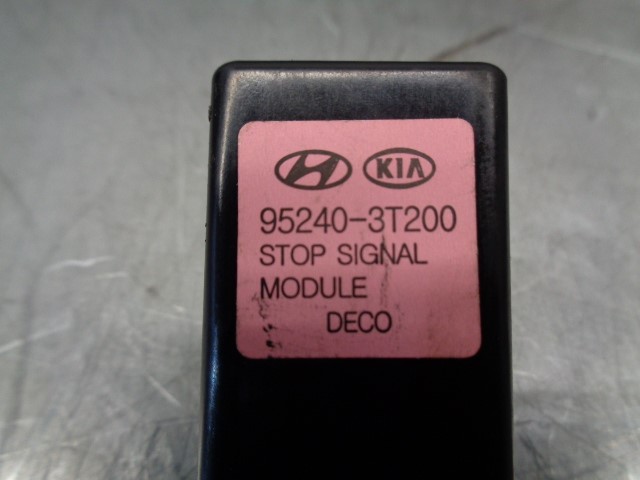 KIA
95240-3T200
STOP SIGNAL
MODULE
DECO